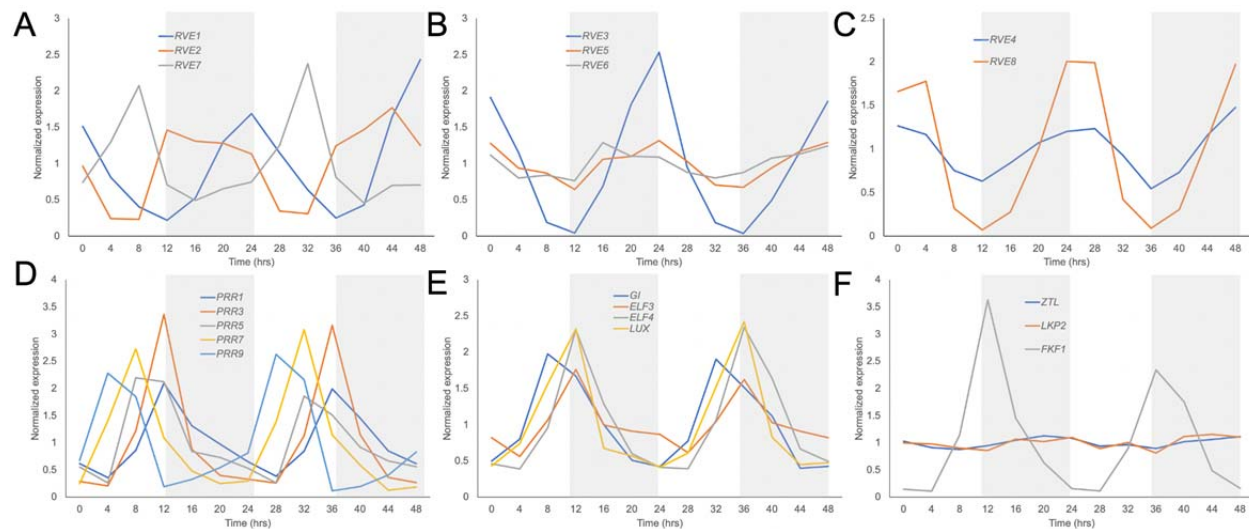 A
Normalized expression
3
2.5
2
1.5
1
0.5
0
RVE1
RVE2
RVE7
0 4 8 12 16 20 24 28 32 36 40 44 48
Time (hrs)
B
Normalized expression
3
2.5
2
1.5
1
0.5
0
RVE3
RVE5
RVE6
0 4 8 12 16 20 24 28 32 36 40 44 48
Time (hrs)
C
Normalized expression
2.5
2
1.5
1
0.5
0
RVE4
RVE8
0 4 8 12 16 20 24 28 32 36 40 44 48
Time (hrs)
D
Normalized expression
4
3.5
3
2.5
2
1.5
1
0.5
0
PRR1
PRR3
PRR5
PRR7
PRR9
0 4 8 12 16 20 24 28 32 36 40 44 48
Time (hrs)
E
Normalized expression
3
2.5
2
1.5
1
0.5
0
GI
ELF3
ELF4
LUX
0 4 8 12 16 20 24 28 32 36 40 44 48
Time (hrs)
F
Normalized expression
4
3.5
3
2.5
2
1.5
1
0.5
0
ZTL
LKP2
FKF1
0 4 8 12 16 20 24 28 32 36 40 44 48
Time (hrs)